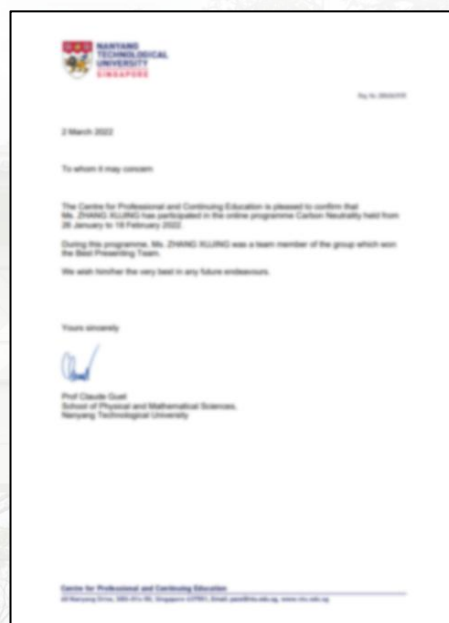 NANYANG
TECHNOLOGICAL
UNIVERSITY
SINGAPORE
2 March 2022
To whom it may concern
The Centre for Professional and Continuing Education is pleased to confirm that
Ms. ZHANG XUJING has participated in the online programme Carbon Neutrality held from
to 18 February 2022.
During this programme, Ms. ZHANG XUJING was a team member of the group which won
the Best Presenting Team.
We wish him/her the very best in any future endeavours.
Yours sincerely
Prof Claude Guet
School of Physical and Mathematical Sciences,
Nanyang Technological University
Centre for Professional and Continuing Education